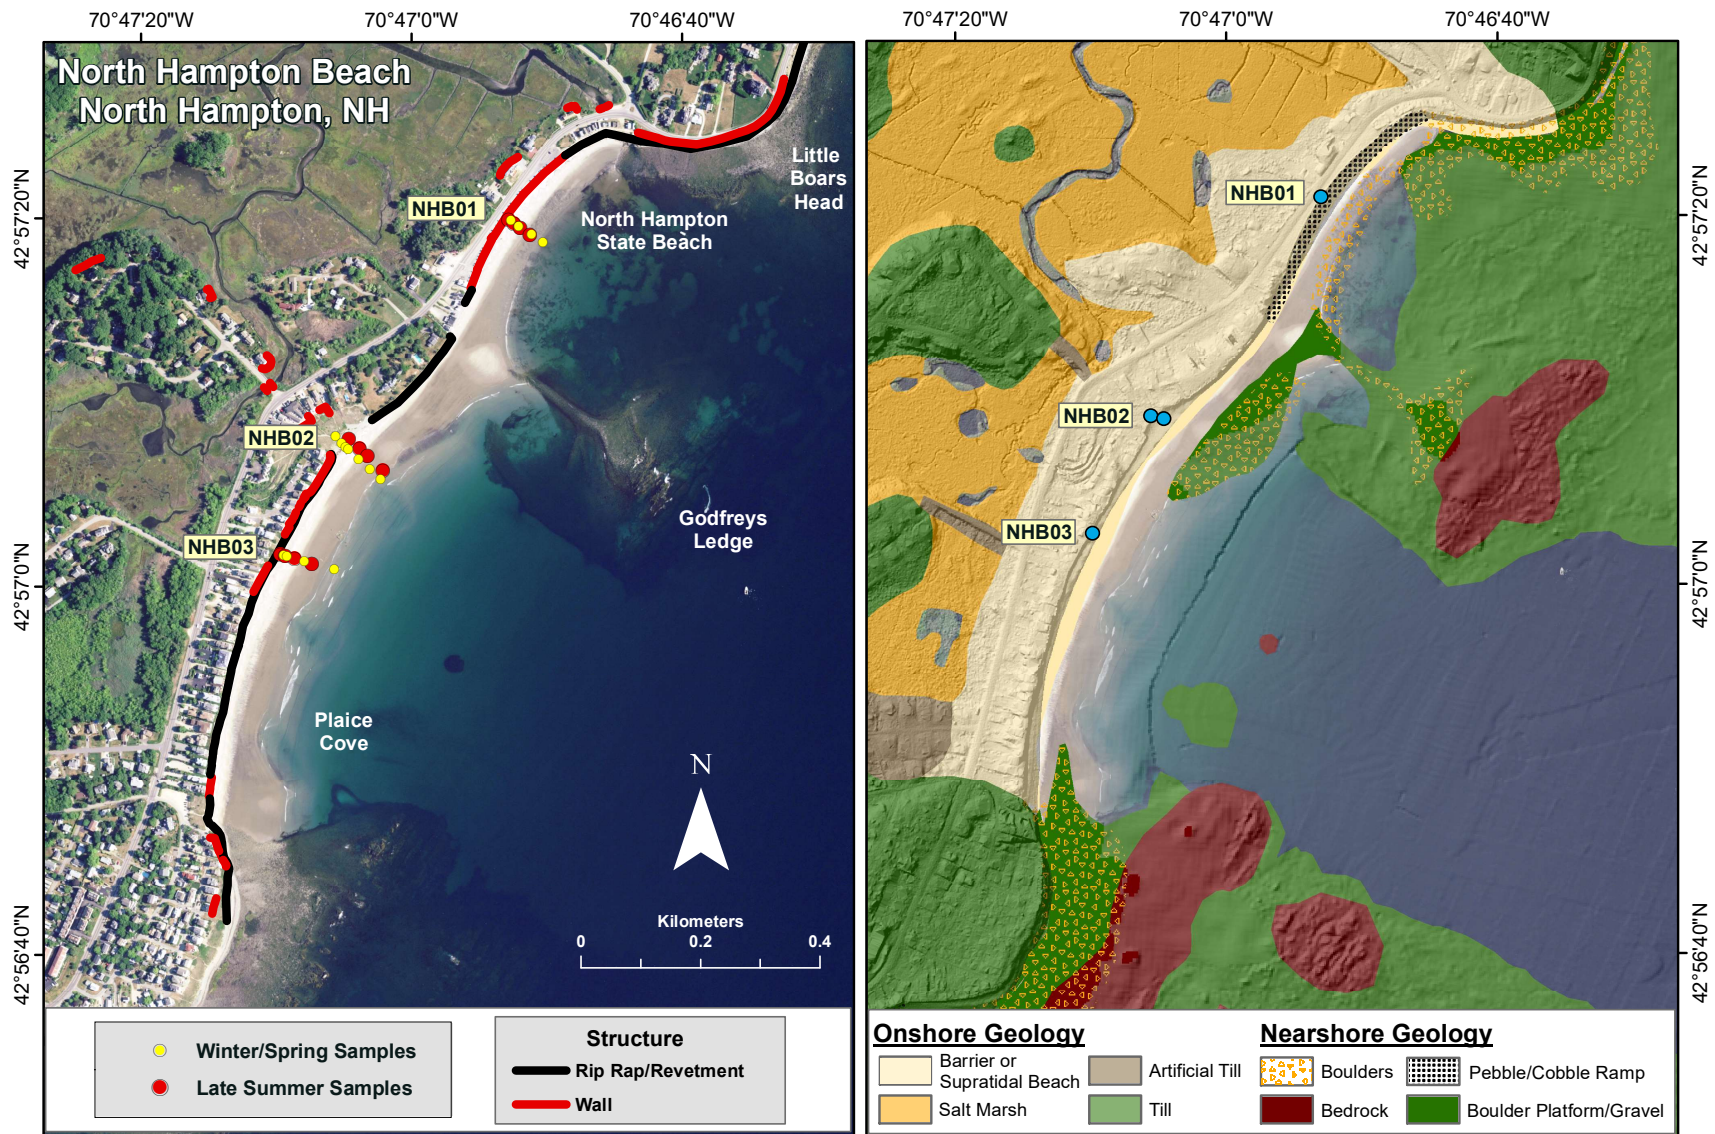 70°47'20"W 70°47'0"W 70°46'40"W
70°47'20"W 70°47'0"W 70°46'40"W
North Hampton Beach
North Hampton, NH
42°57'20"N
42°57'0"N
42°56'40"N
Little
Boars
Head
NHB01
North Hampton
State Beach
NHB02
Godfreys
Ledge
NHB03
Plaice
Cove
N
Kilometers
0 0.2 0.4
Winter/Spring Samples
Late Summer Samples
Structure
Rip Rap/Revetment
Wall
NHB01
NHB02
NHB03
42°57'20"N
42°57'0"N
42°56'40"N
Onshore Geology
Barrier or
Supratidal Beach
Artificial Till
Salt Marsh
Till
Nearshore Geology
Boulders
Pebble/Cobble Ramp
Bedrock
Boulder Platform/Gravel